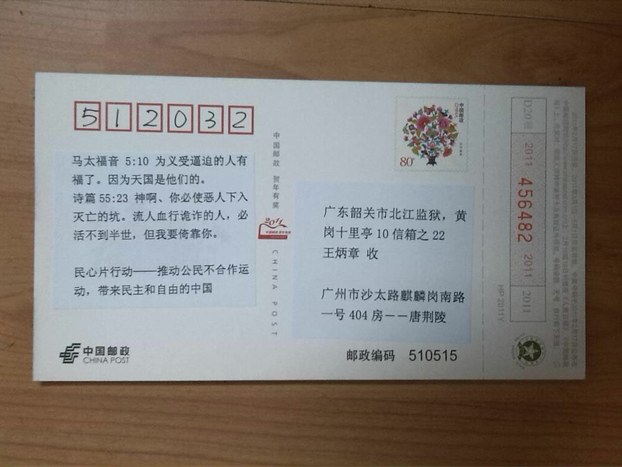 512032
马太福音 5:10 为义受逼迫的人有
福了。因为天国是他们的。
诗篇 55:23 神啊、你必使恶人下入
灭亡的坑。流人血行诡诈的人，必
活不到半世，但我要倚靠你。
民心片行动——推动公民不合作运
动，带来民主和自由的中国
中国邮政
CHINA POST
中国邮政 贺年有奖
2011
CHINA POST
中国邮政
80分
广东韶关市北江监狱，黄
岗十里亭 10 信箱之 22
王炳章 收
广州市沙太路麒麟岗南路
一号 404 房－－唐荆陵
邮政编码 510515
2011
456482
2011
2011
HP 2011Y